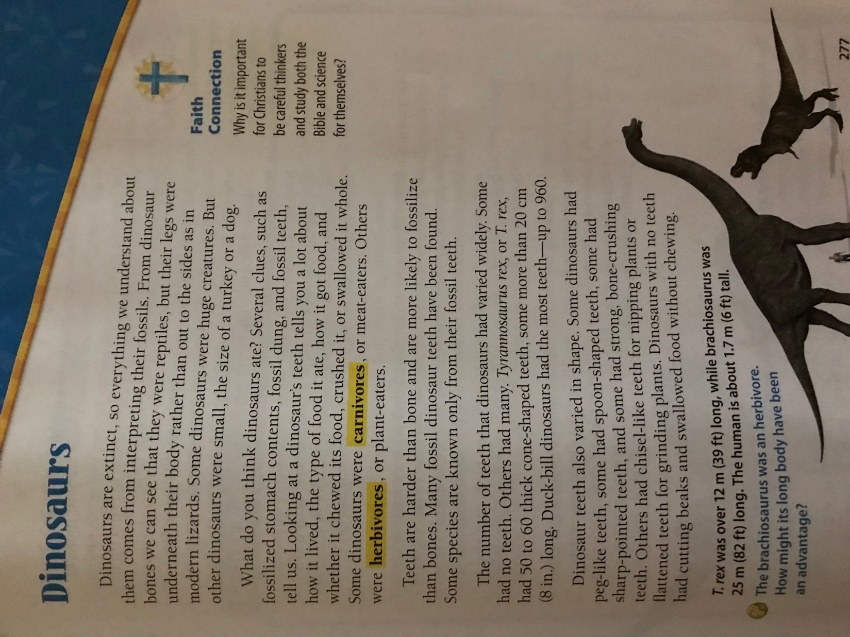 Dinosaurs
Dinosaurs are extinct, so everything we understand about
them comes from interpreting their fossils. From dinosaur
bones we can see that they were reptiles, but their legs were
underneath their body rather than out to the sides as in
modern lizards. Some dinosaurs were huge creatures. But
other dinosaurs were small, the size of a turkey or a dog.
What do you think dinosaurs ate? Several clues, such as
fossilized stomach contents, fossil dung, and fossil teeth,
tell us. Looking at a dinosaur's teeth tells you a lot about
how it lived, the type of food it ate, how it got food, and
whether it chewed its food, crushed it, or swallowed it whole.
Some dinosaurs were carnivores, or meat-eaters. Others
were herbivores, or plant-eaters.
Teeth are harder than bone and are more likely to fossilize
than bones. Many fossil dinosaur teeth have been found.
Some species are known only from their fossil teeth.
The number of teeth that dinosaurs had varied widely. Some
had no teeth. Others had many. Tyrannosaurus rex, or T. rex,
had 50 to 60 thick cone-shaped teeth, some more than 20 cm
(8 in.) long. Duck-bill dinosaurs had the most teeth—up to 960.
Dinosaur teeth also varied in shape. Some dinosaurs had
peg-like teeth, some had spoon-shaped teeth, some had
sharp-pointed teeth, and some had strong, bone-crushing
teeth. Others had chisel-like teeth for nipping plants or
flattened teeth for grinding plants. Dinosaurs with no teeth
had cutting beaks and swallowed food without chewing.
T. rex was over 12 m (39 ft) long, while brachiosaurus was
25 m (82 ft) long. The human is about 1.7 m (6 ft) tall.
The brachiosaurus was an herbivore.
How might its long body have been
an advantage?
Faith
Connection
Why is it important
for Christians to
be careful thinkers
and study both the
Bible and science
for themselves?
277